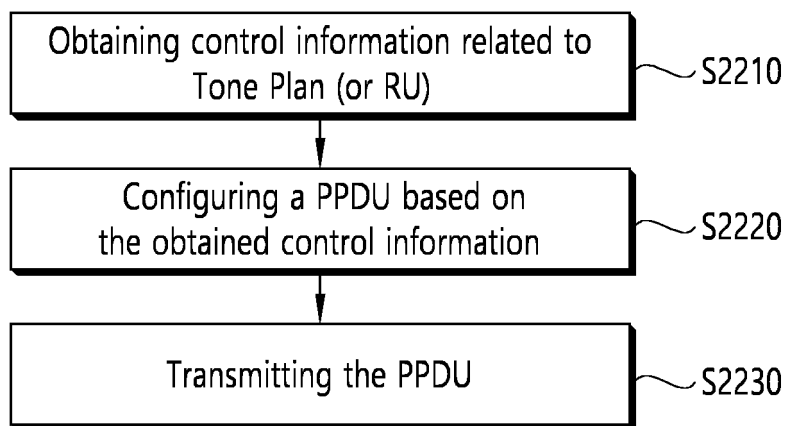 Obtaining control information related to
Tone Plan (or RU)
S2210
Configuring a PPDU based on
the obtained control information
S2220
Transmitting the PPDU
S2230